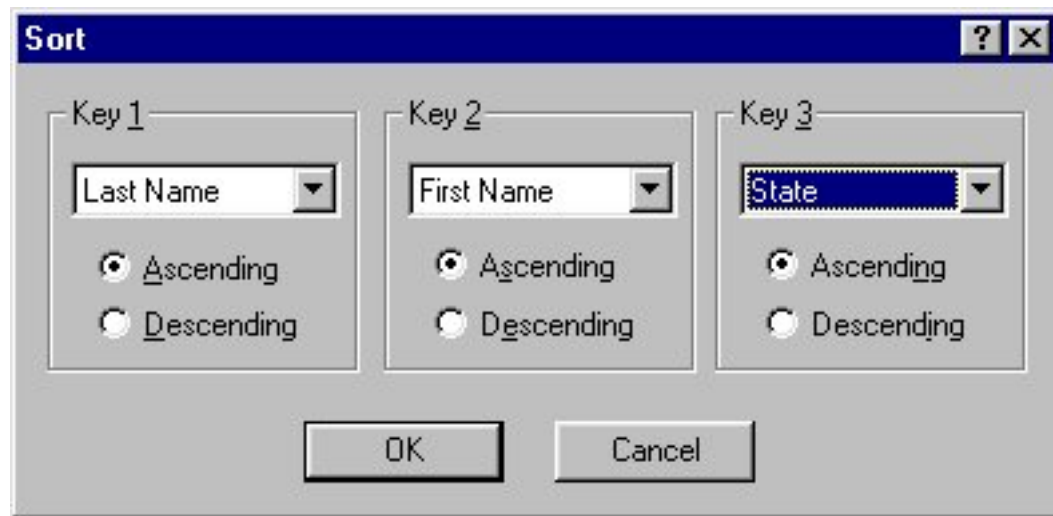 Sort
Key 1
Last Name
Ascending
Descending
Key 2
First Name
Ascending
Descending
Key 3
State
Ascending
Descending
OK
Cancel